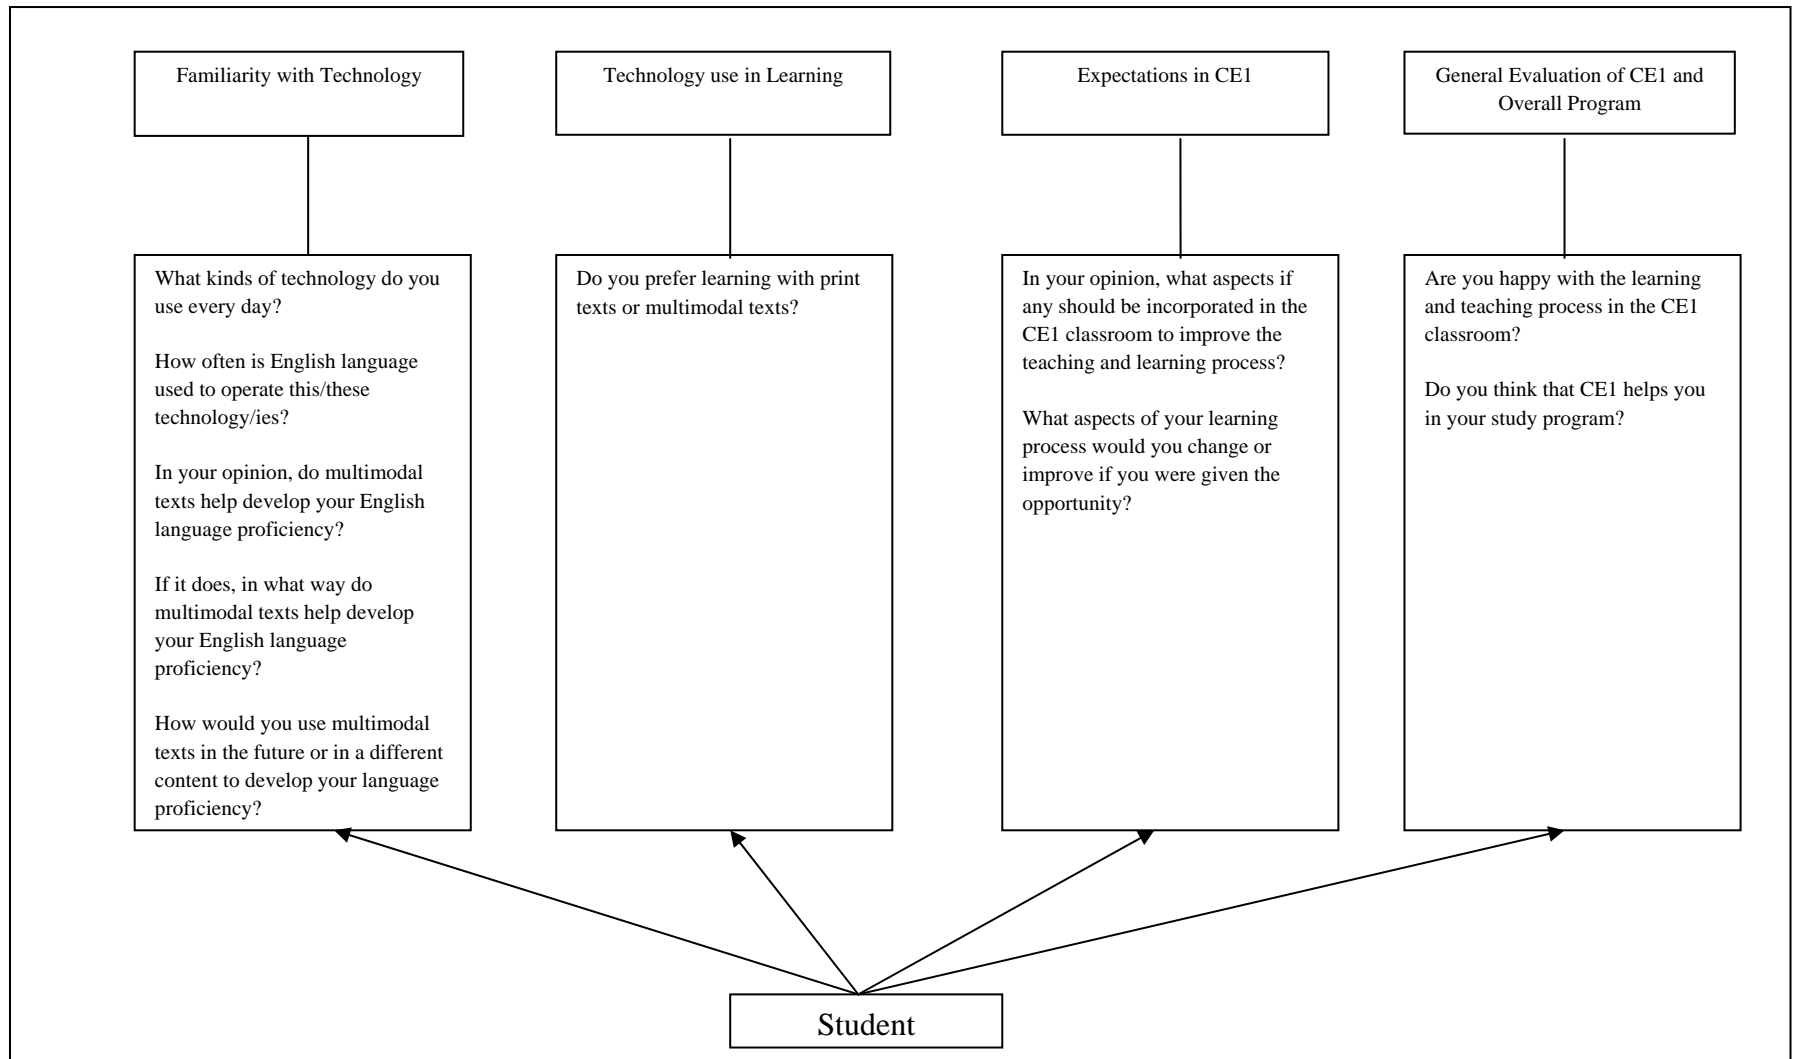 Familiarity with Technology
Technology use in Learning
Expectations in CE1
General Evaluation of CE1 and
Overall Program
What kinds of technology do you
use every day?
How often is English language
used to operate this/these
technology/ies?
In your opinion, do multimodal
texts help develop your English
language proficiency?
If it does, in what way do
multimodal texts help develop
your English language
proficiency?
How would you use multimodal
texts in the future or in a different
content to develop your language
proficiency?
Do you prefer learning with print
texts or multimodal texts?
In your opinion, what aspects if
any should be incorporated in the
CE1 classroom to improve the
teaching and learning process?
What aspects of your learning
process would you change or
improve if you were given the
opportunity?
Are you happy with the learning
and teaching process in the CE1
classroom?
Do you think that CE1 helps you
in your study program?
Student